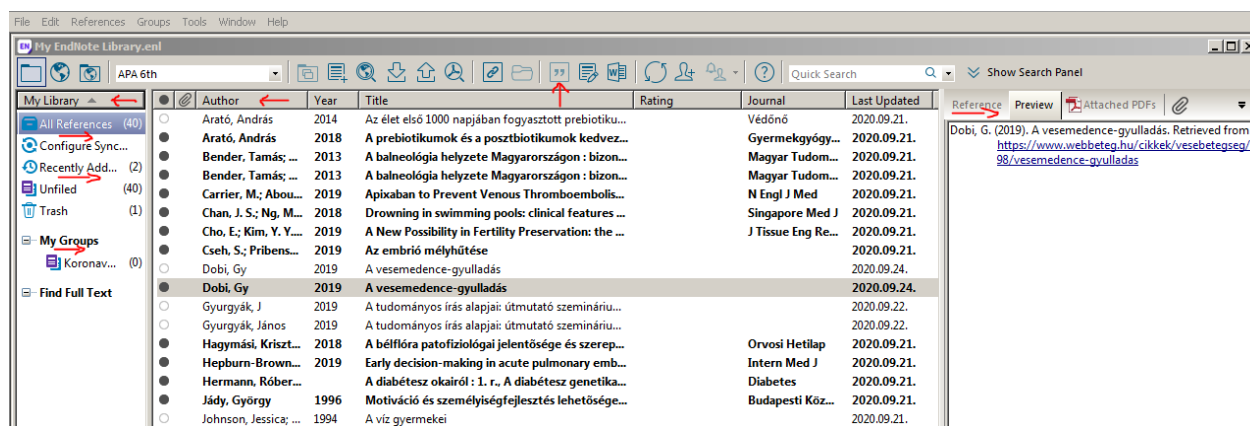 File Edit References Groups Tools Window Help
EN My EndNote Library.enl
APA 6th Quick Search Show Search Panel
My Library Author Year Title Rating Journal Last Updated Reference Preview Attached PDFs
All References (40)
Configure Sync...
Recently Add... (2)
Unfiled (40)
Trash (1)
My Groups
Koronav... (0)
Find Full Text
Arató, András 2014 Az élet első 1000 napjában fogyasztott prebiotiku... Védőnő 2020.09.21.
Arató, András 2018 A prebiotikumok és a posztbiotikumok kedvez... Gyermekgyógy... 2020.09.21.
Bender, Tamás; ... 2013 A balneológia helyzete Magyarországon : bizon... Magyar Tudom... 2020.09.21.
Bender, Tamás; ... 2013 A balneológia helyzete Magyarországon : bizon... Magyar Tudom... 2020.09.21.
Carrier, M.; Abou... 2019 Apixaban to Prevent Venous Thromboembolis... N Engl J Med 2020.09.21.
Chan, J. S.; Ng, M... 2018 Drowning in swimming pools: clinical features ... Singapore Med J 2020.09.21.
Cho, E.; Kim, Y. Y.... 2019 A New Possibility in Fertility Preservation: the ... J Tissue Eng Re... 2020.09.21.
Cseh, S.; Pribens... 2019 Az embrió mélyhűtése 2020.09.21.
Dobi, Gy 2019 A vesemedence-gyulladás 2020.09.24.
Dobi, Gy 2019 A vesemedence-gyulladás 2020.09.24.
Gyurgyák, J 2019 A tudományos írás alapjai: útmutató szemináriu... 2020.09.22.
Gyurgyák, János 2019 A tudományos írás alapjai: útmutató szemináriu... 2020.09.22.
Hagymási, Kriszt... 2018 A bélflóra patofiziológiai jelentősége és szerep... Orvosi Hetilap 2020.09.21.
Hepburn-Brown... 2019 Early decision-making in acute pulmonary emb... Intern Med J 2020.09.21.
Hermann, Róber... A diabétesz okairól : 1. r., A diabétesz genetika... Diabetes 2020.09.21.
Jády, György 1996 Motiváció és személyiségfejlesztés lehetősége... Budapesti Köz... 2020.09.21.
Johnson, Jessica; ... 1994 A víz gyermekei 2020.09.21.
Dobi, G. (2019). A vesemedence-gyulladás. Retrieved from
https://www.webbeteg.hu/cikkek/vesebetegseg/
98/vesemedence-gyulladas